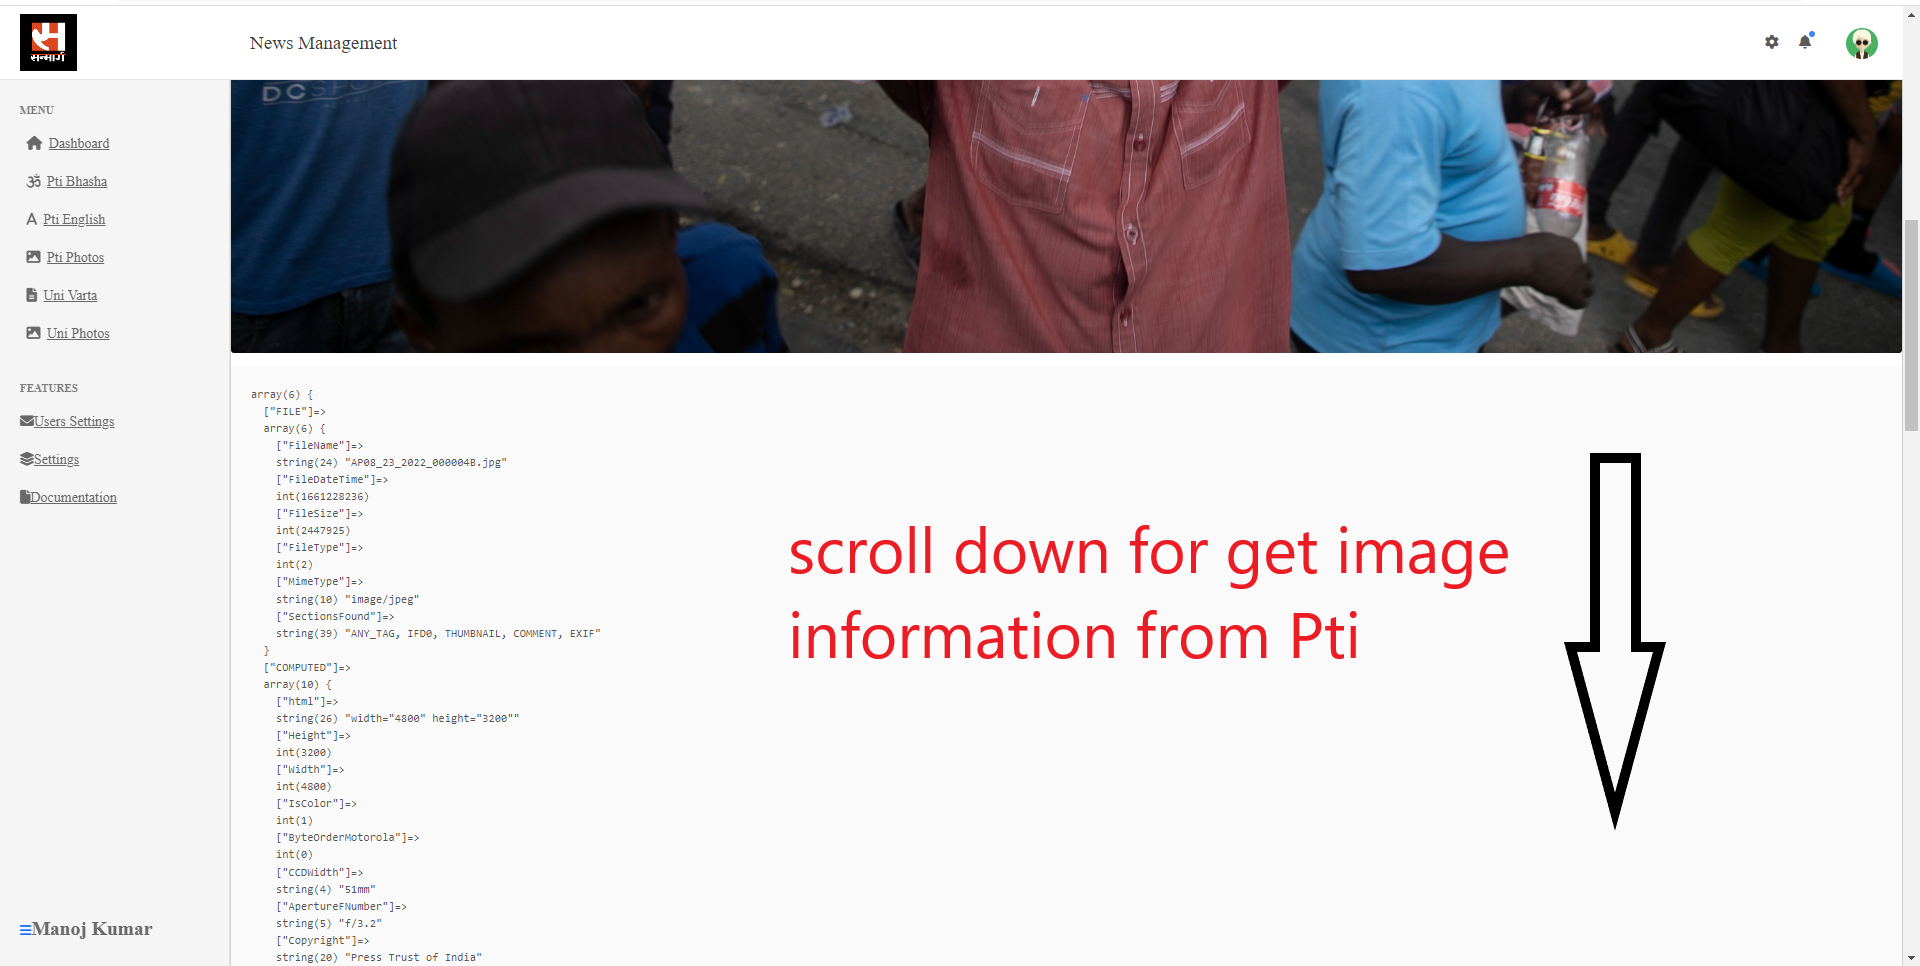 सन्मार्ग
News Management
MENU
Dashboard
Pti Bhasha
Pti English
Pti Photos
Uni Varta
Uni Photos
FEATURES
Users Settings
Settings
Documentation
Manoj Kumar
array(6) {
["FILE"]=>
array(6) {
["FileName"]=>
string(24) "AP08_23_2022_000004B.jpg"
["FileDateTime"]=>
int(1661228236)
["FileSize"]=>
int(2447925)
["FileType"]=>
int(2)
["MimeType"]=>
string(10) "image/jpeg"
["SectionsFound"]=>
string(39) "ANY_TAG, IFD0, THUMBNAIL, COMMENT, EXIF"
}
["COMPUTED"]=>
array(10) {
["html"]=>
string(26) "width="4800" height="3200""
["Height"]=>
int(3200)
["Width"]=>
int(4800)
["IsColor"]=>
int(1)
["ByteOrderMotorola"]=>
int(0)
["CCDWidth"]=>
string(4) "51mm"
["ApertureFNumber"]=>
string(5) "f/3.2"
["Copyright"]=>
string(20) "Press Trust of India"
scroll down for get image
information from Pti